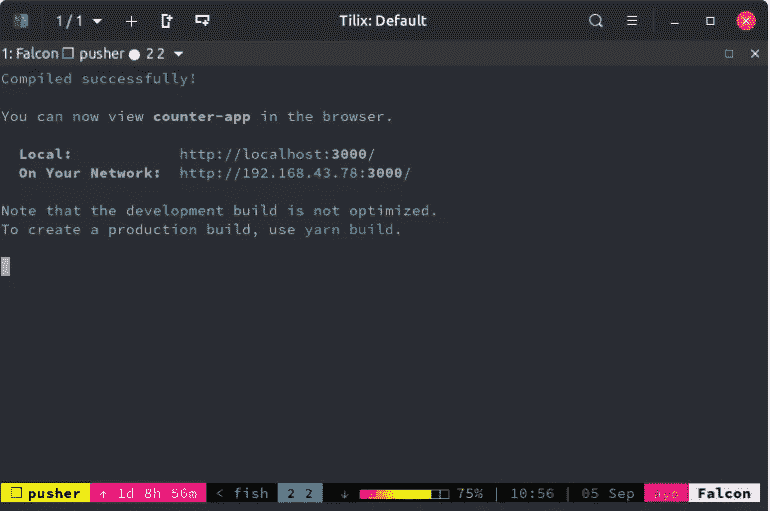 1 / 1 Tilix: Default
1: Falcon ❐ pusher ● 2 2
Compiled successfully!
You can now view counter-app in the browser.
Local: http://localhost:3000/
On Your Network: http://192.168.43.78:3000/
Note that the development build is not optimized.
To create a production build, use yarn build.
❐ pusher ↑ 1d 8h 56m < fish 2 2 ↓ 75% | 10:56 | 05 Sep ayo Falcon